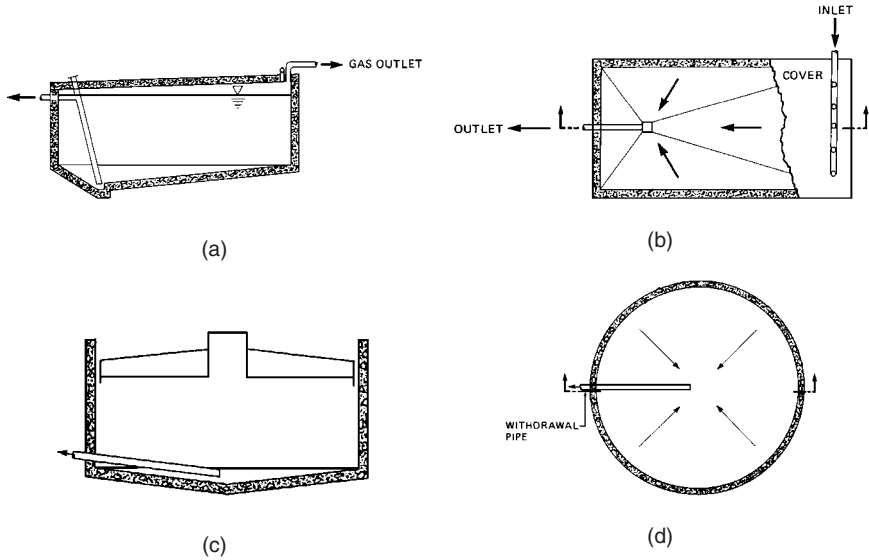 GAS OUTLET
(a)
INLET
COVER
OUTLET
(b)
(c)
WITHDRAWAL
PIPE
(d)